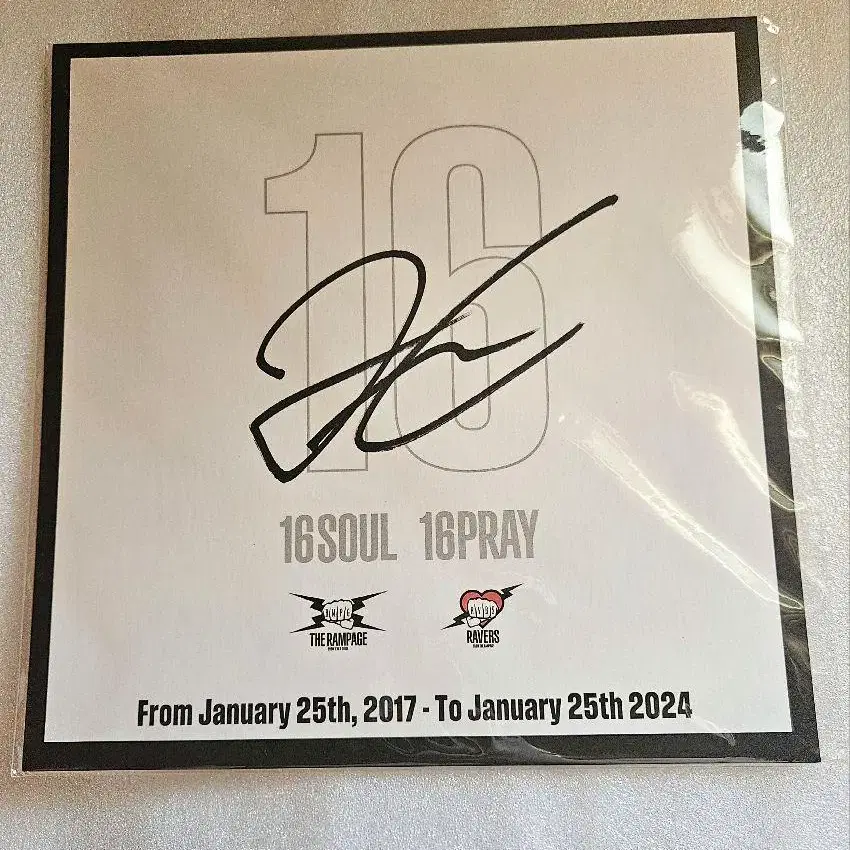 16
16SOUL 16PRAY
THE RAMPAGE
RAVERS
From January 25th, 2017 - To January 25th 2024